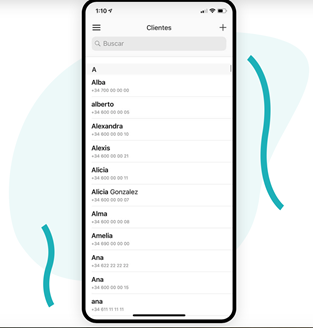 1:10
Clientes
Buscar
A
Alba
+34 700 00 00 00
alberto
+34 600 00 00 05
Alexandra
+34 600 00 00 10
Alexis
+34 600 00 00 31
Alicia
+34 600 00 00 11
Alicia Gonzalez
+34 600 00 00 07
Alma
+34 600 00 00 08
Amelia
+34 690 00 00 00
Ana
+34 622 22 22 22
Ana
+34 600 00 00 15
ana
+34 611 11 11 11